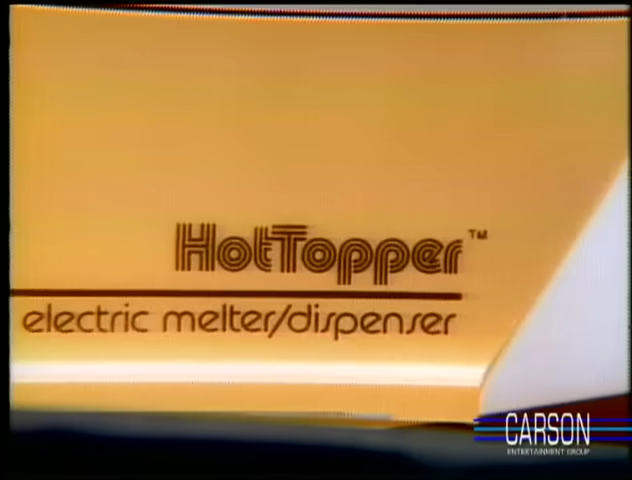 HotTopper™
electric melter/dispenser
CARSON
ENTERTAINMENT GROUP